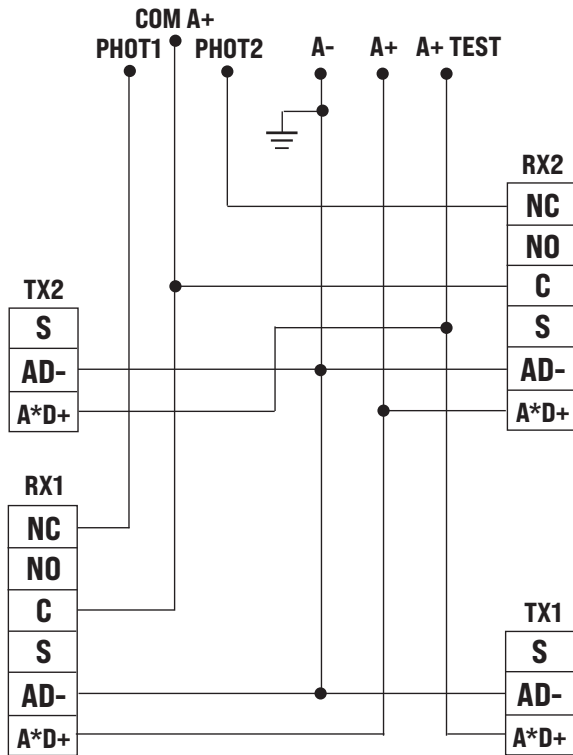 COM A+
PHOT1 PHOT2 A- A+ A+ TEST
RX2
NC
NO
C
S
AD-
A*D+
TX2
S
AD-
A*D+
RX1
NC
NO
C
S
AD-
A*D+
TX1
S
AD-
A*D+